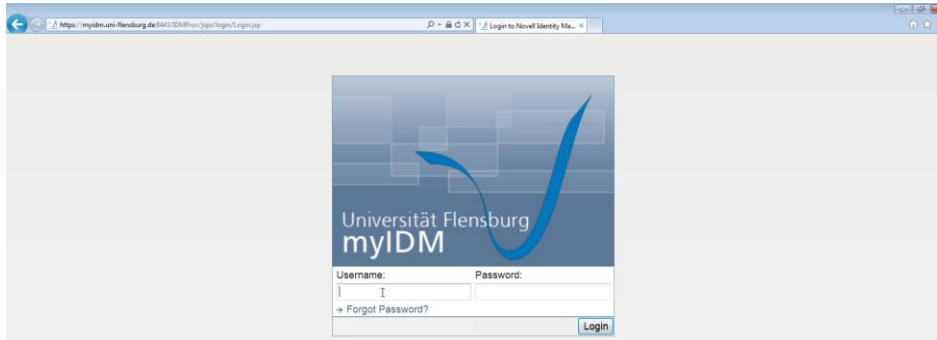 https://myidm.uni-flensburg.de:8443/IDMProv/jsps/login/Login.jsp
Login to Novell Identity Ma...
Universität Flensburg
myIDM
Username: Password:
→ Forgot Password?
Login